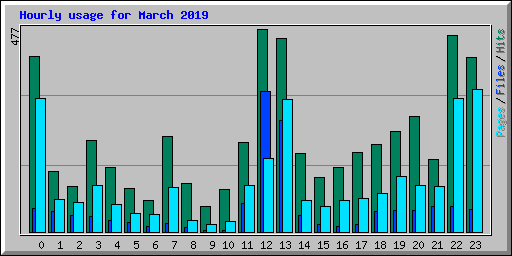 Hourly usage for March 2019
477
Pages/Files/Hits
0 1 2 3 4 5 6 7 8 9 10 11 12 13 14 15 16 17 18 19 20 21 22 23